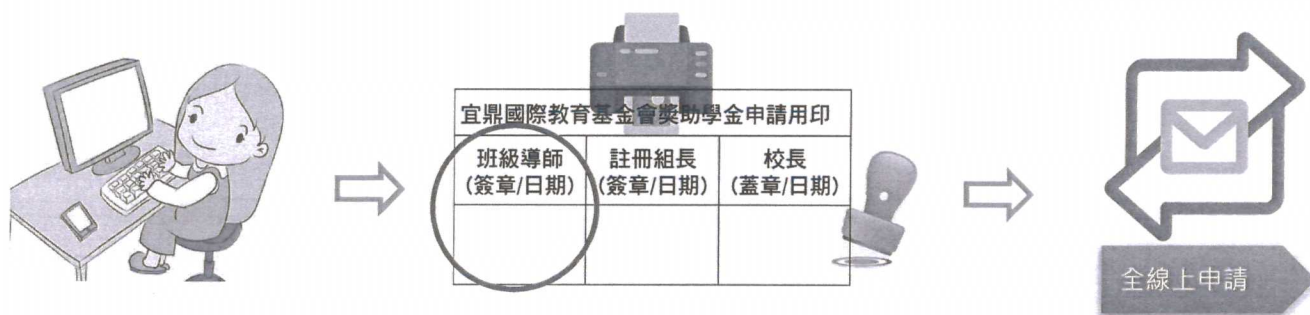 宜鼎國際教育基金會獎助學金申請用印
班級導師
(簽章/日期)
註冊組長
(簽章/日期)
校長
(蓋章/日期)
全線上申請